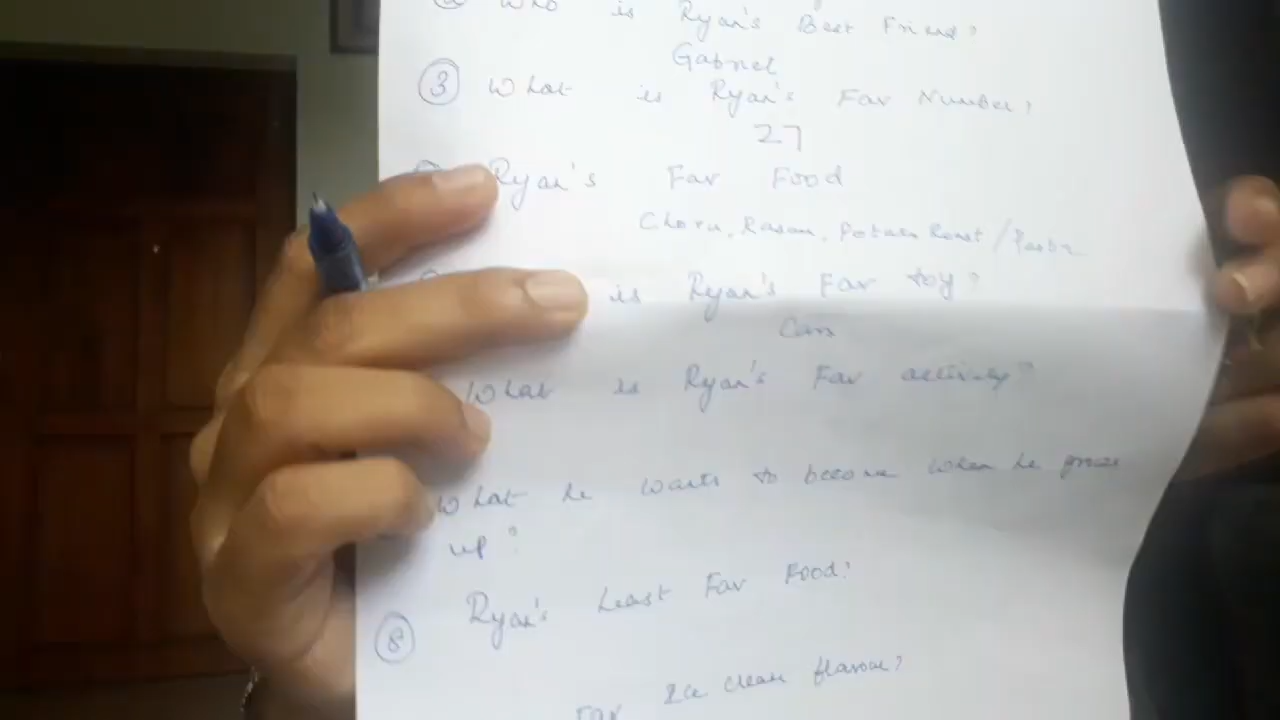 Who is Ryan's Best Friend?
Gabriel
③ What is Ryan's Fav Number?
27
Ryan's Fav Food
Choru, Rasam, Potato Roast / Pasta
is Ryan's Fav toy?
Cars
What is Ryan's Fav activity?
What he wants to become when he grows
up?
⑧ Ryan's Least Fav Food?
Fav Ice cream flavour?